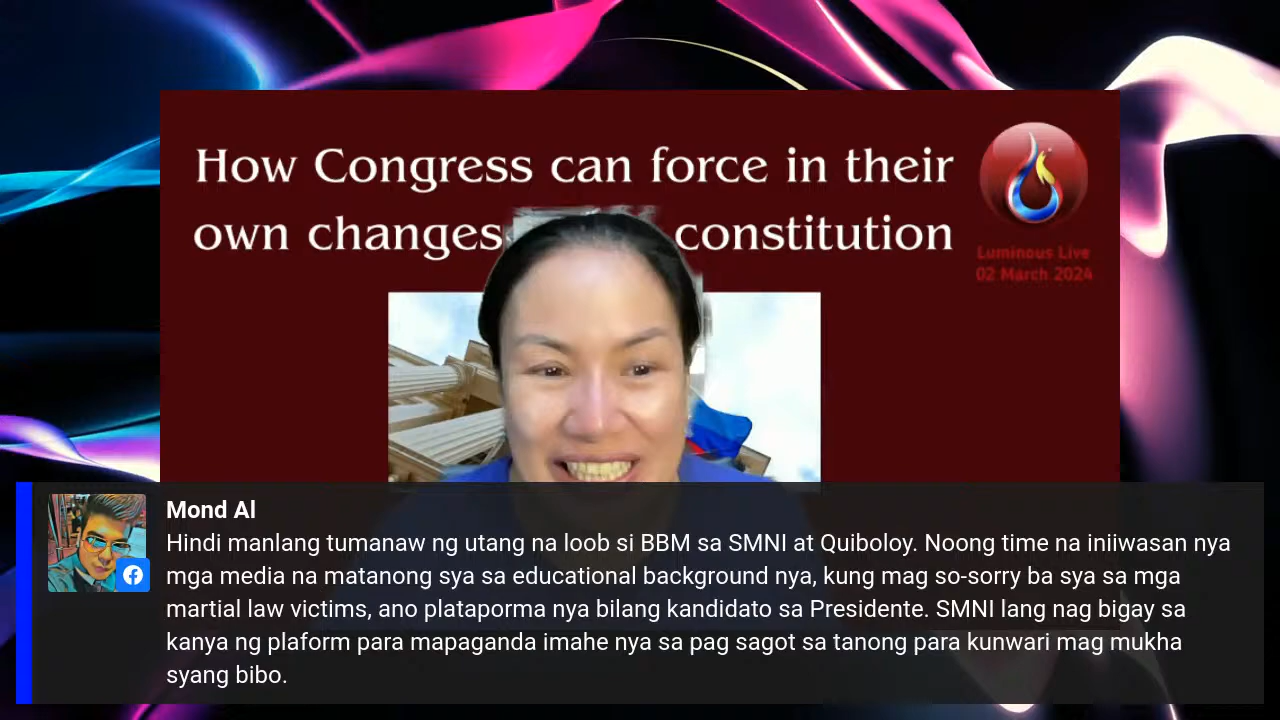 How Congress can force in their
own changes constitution
Luminous Live
02 March 2024
Mond Al
Hindi manlang tumanaw ng utang na loob si BBM sa SMNI at Quiboloy. Noong time na iniiwasan nya
mga media na matanong sya sa educational background nya, kung mag so-sorry ba sya sa mga
martial law victims, ano plataporma nya bilang kandidato sa Presidente. SMNI lang nag bigay sa
kanya ng plaform para mapaganda imahe nya sa pag sagot sa tanong para kunwari mag mukha
syang bibo.